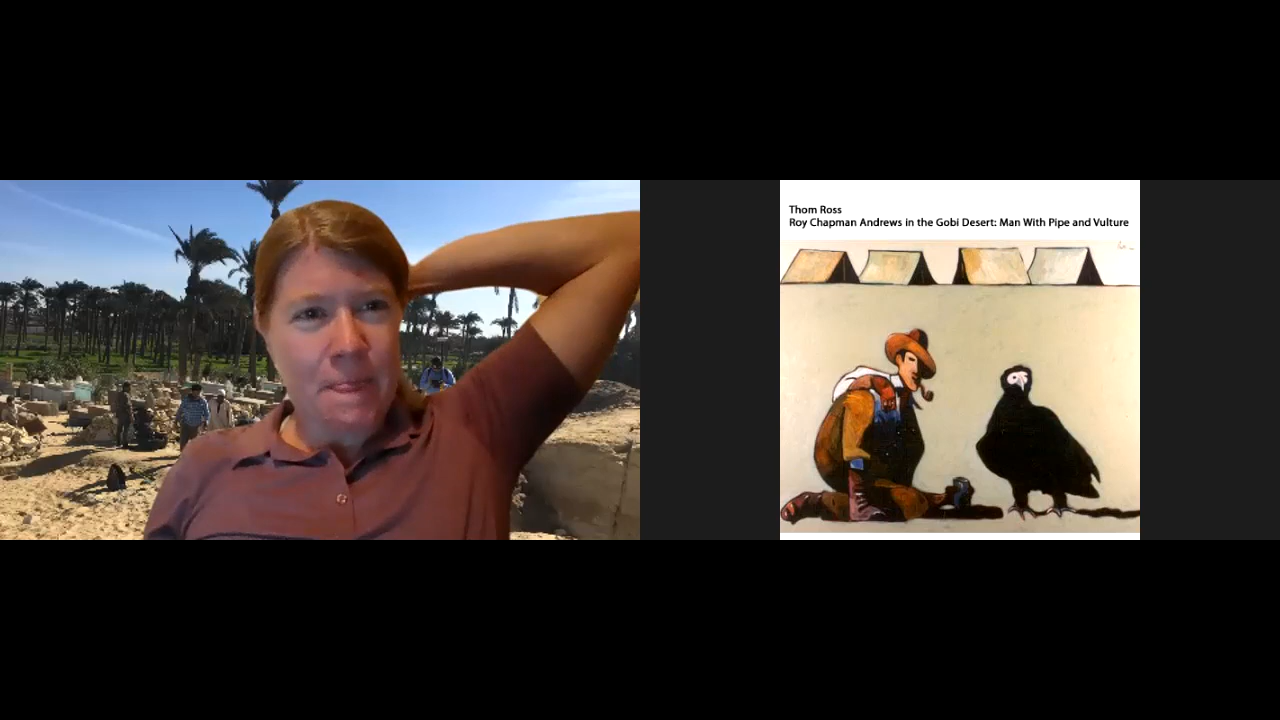 Thom Ross
Roy Chapman Andrews in the Gobi Desert: Man With Pipe and Vulture